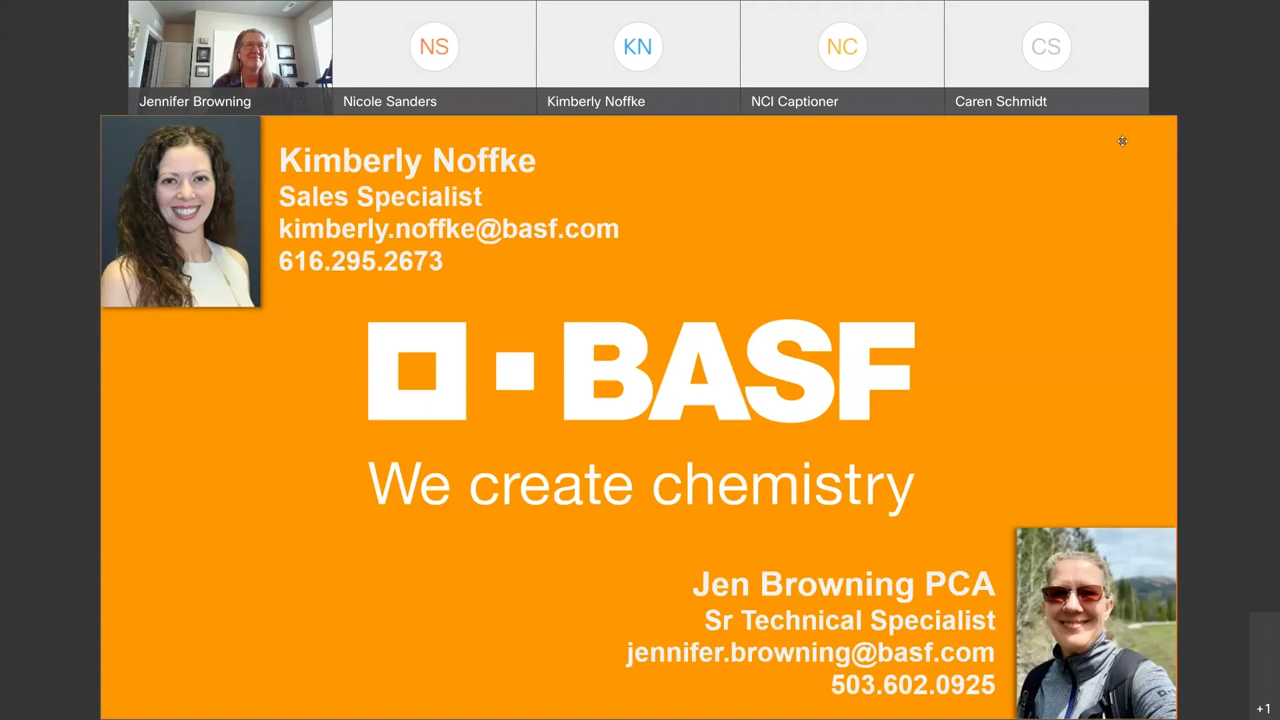 NS
KN
NC
CS
Jennifer Browning
Nicole Sanders
Kimberly Noffke
NCI Captioner
Caren Schmidt
Kimberly Noffke
Sales Specialist
kimberly.noffke@basf.com
616.295.2673
BASF
We create chemistry
Jen Browning PCA
Sr Technical Specialist
jennifer.browning@basf.com
503.602.0925
+1